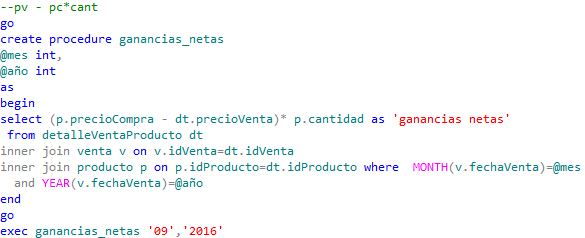 --pv - pc*cant
go
create procedure ganancias_netas
@mes int,
@año int
as
begin
select (p.precioCompra - dt.precioVenta)* p.cantidad as 'ganancias netas'
from detalleVentaProducto dt
inner join venta v on v.idVenta=dt.idVenta
inner join producto p on p.idProducto=dt.idProducto where  MONTH(v.fechaVenta)=@mes
and YEAR(v.fechaVenta)=@año
end
go
exec ganancias_netas '09','2016'